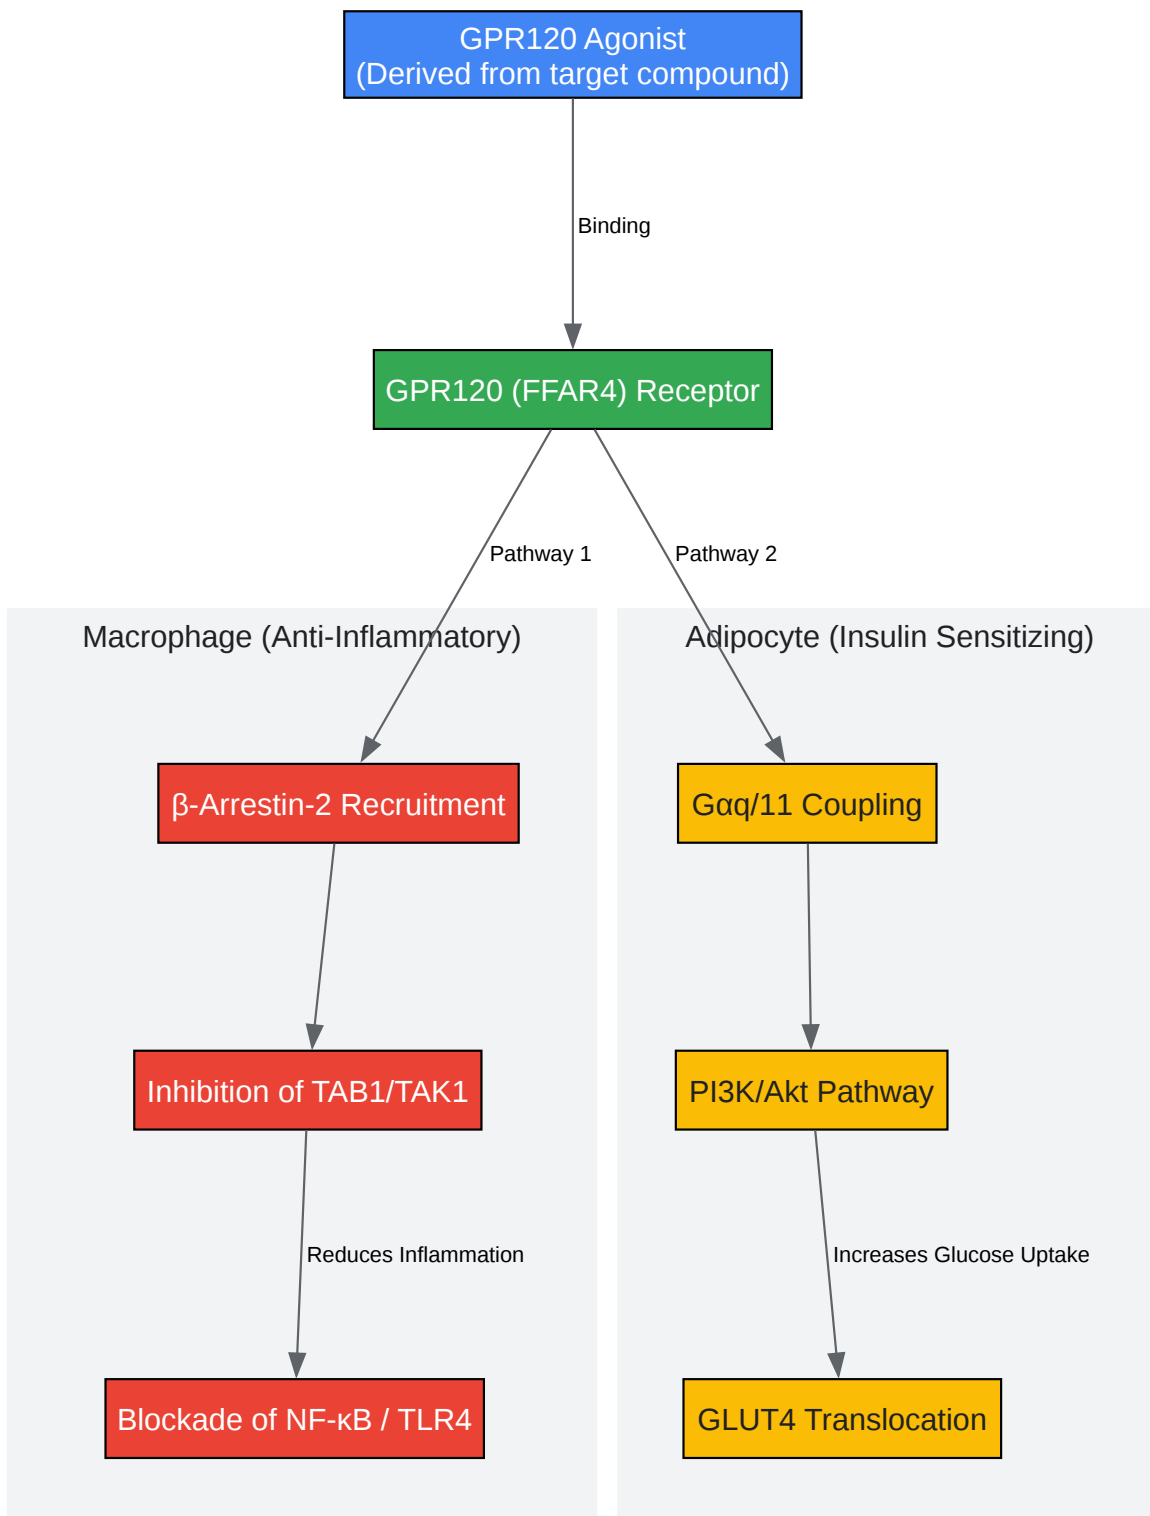 GPR120 Agonist
(Derived from target compound)
Binding
GPR120 (FFAR4) Receptor
Pathway 1
Pathway 2
Macrophage (Anti-Inflammatory)
Adipocyte (Insulin Sensitizing)
β-Arrestin-2 Recruitment
Gαq/11 Coupling
Inhibition of TAB1/TAK1
PI3K/Akt Pathway
Reduces Inflammation
Increases Glucose Uptake
Blockade of NF-κB / TLR4
GLUT4 Translocation